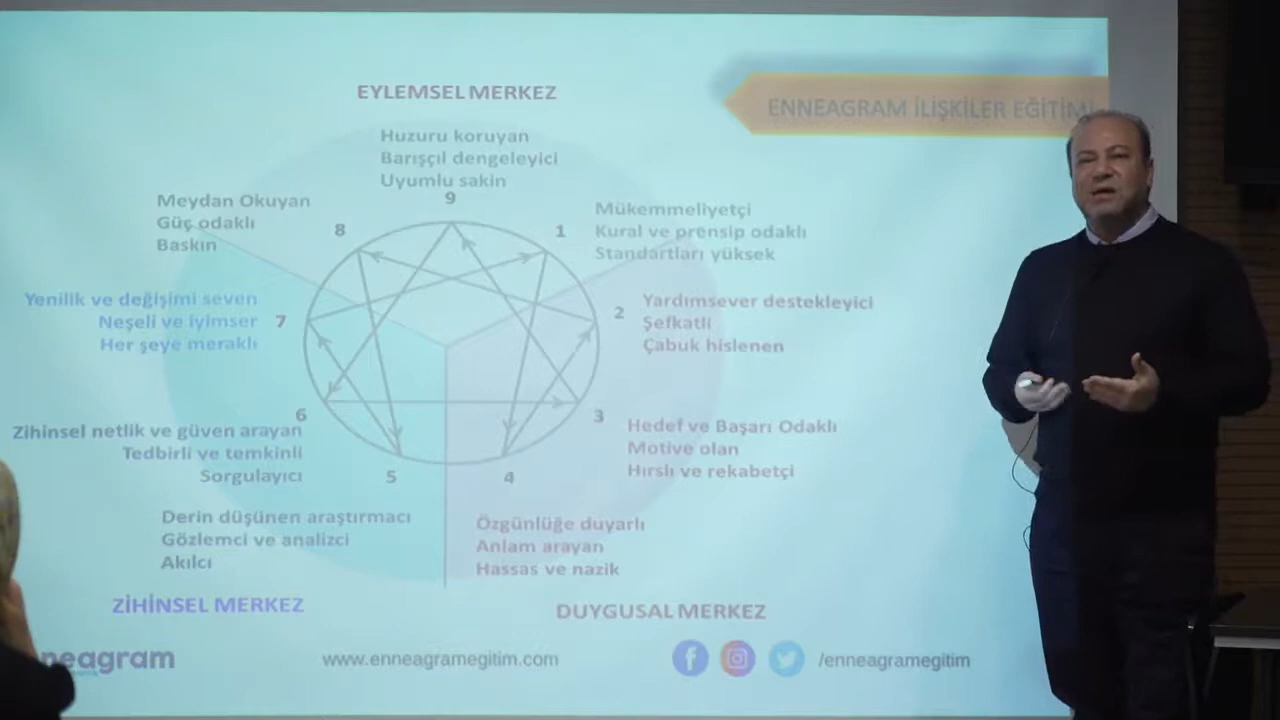 EYLEMSEL MERKEZ
ENNEAGRAM İLİŞKİLER EĞİTİMİ
Huzuru koruyan
Barışçıl dengeleyici
Uyumlu sakin
9
Meydan Okuyan
Güç odaklı
Baskın
8
1
Mükemmeliyetçi
Kural ve prensip odaklı
Standartları yüksek
Yenilik ve değişimi seven
Neşeli ve iyimser
Her şeye meraklı
7
2
Yardımsever destekleyici
Şefkatli
Çabuk hislenen
6
Zihinsel netlik ve güven arayan
Tedbirli ve temkinli
Sorgulayıcı
3
Hedef ve Başarı Odaklı
Motive olan
Hırslı ve rekabetçi
5
4
Derin düşünen araştırmacı
Gözlemci ve analizci
Akılcı
Özgünlüğe duyarlı
Anlam arayan
Hassas ve nazik
ZİHİNSEL MERKEZ
DUYGUSAL MERKEZ
neagram
www.enneagramegitim.com
/enneagramegitim